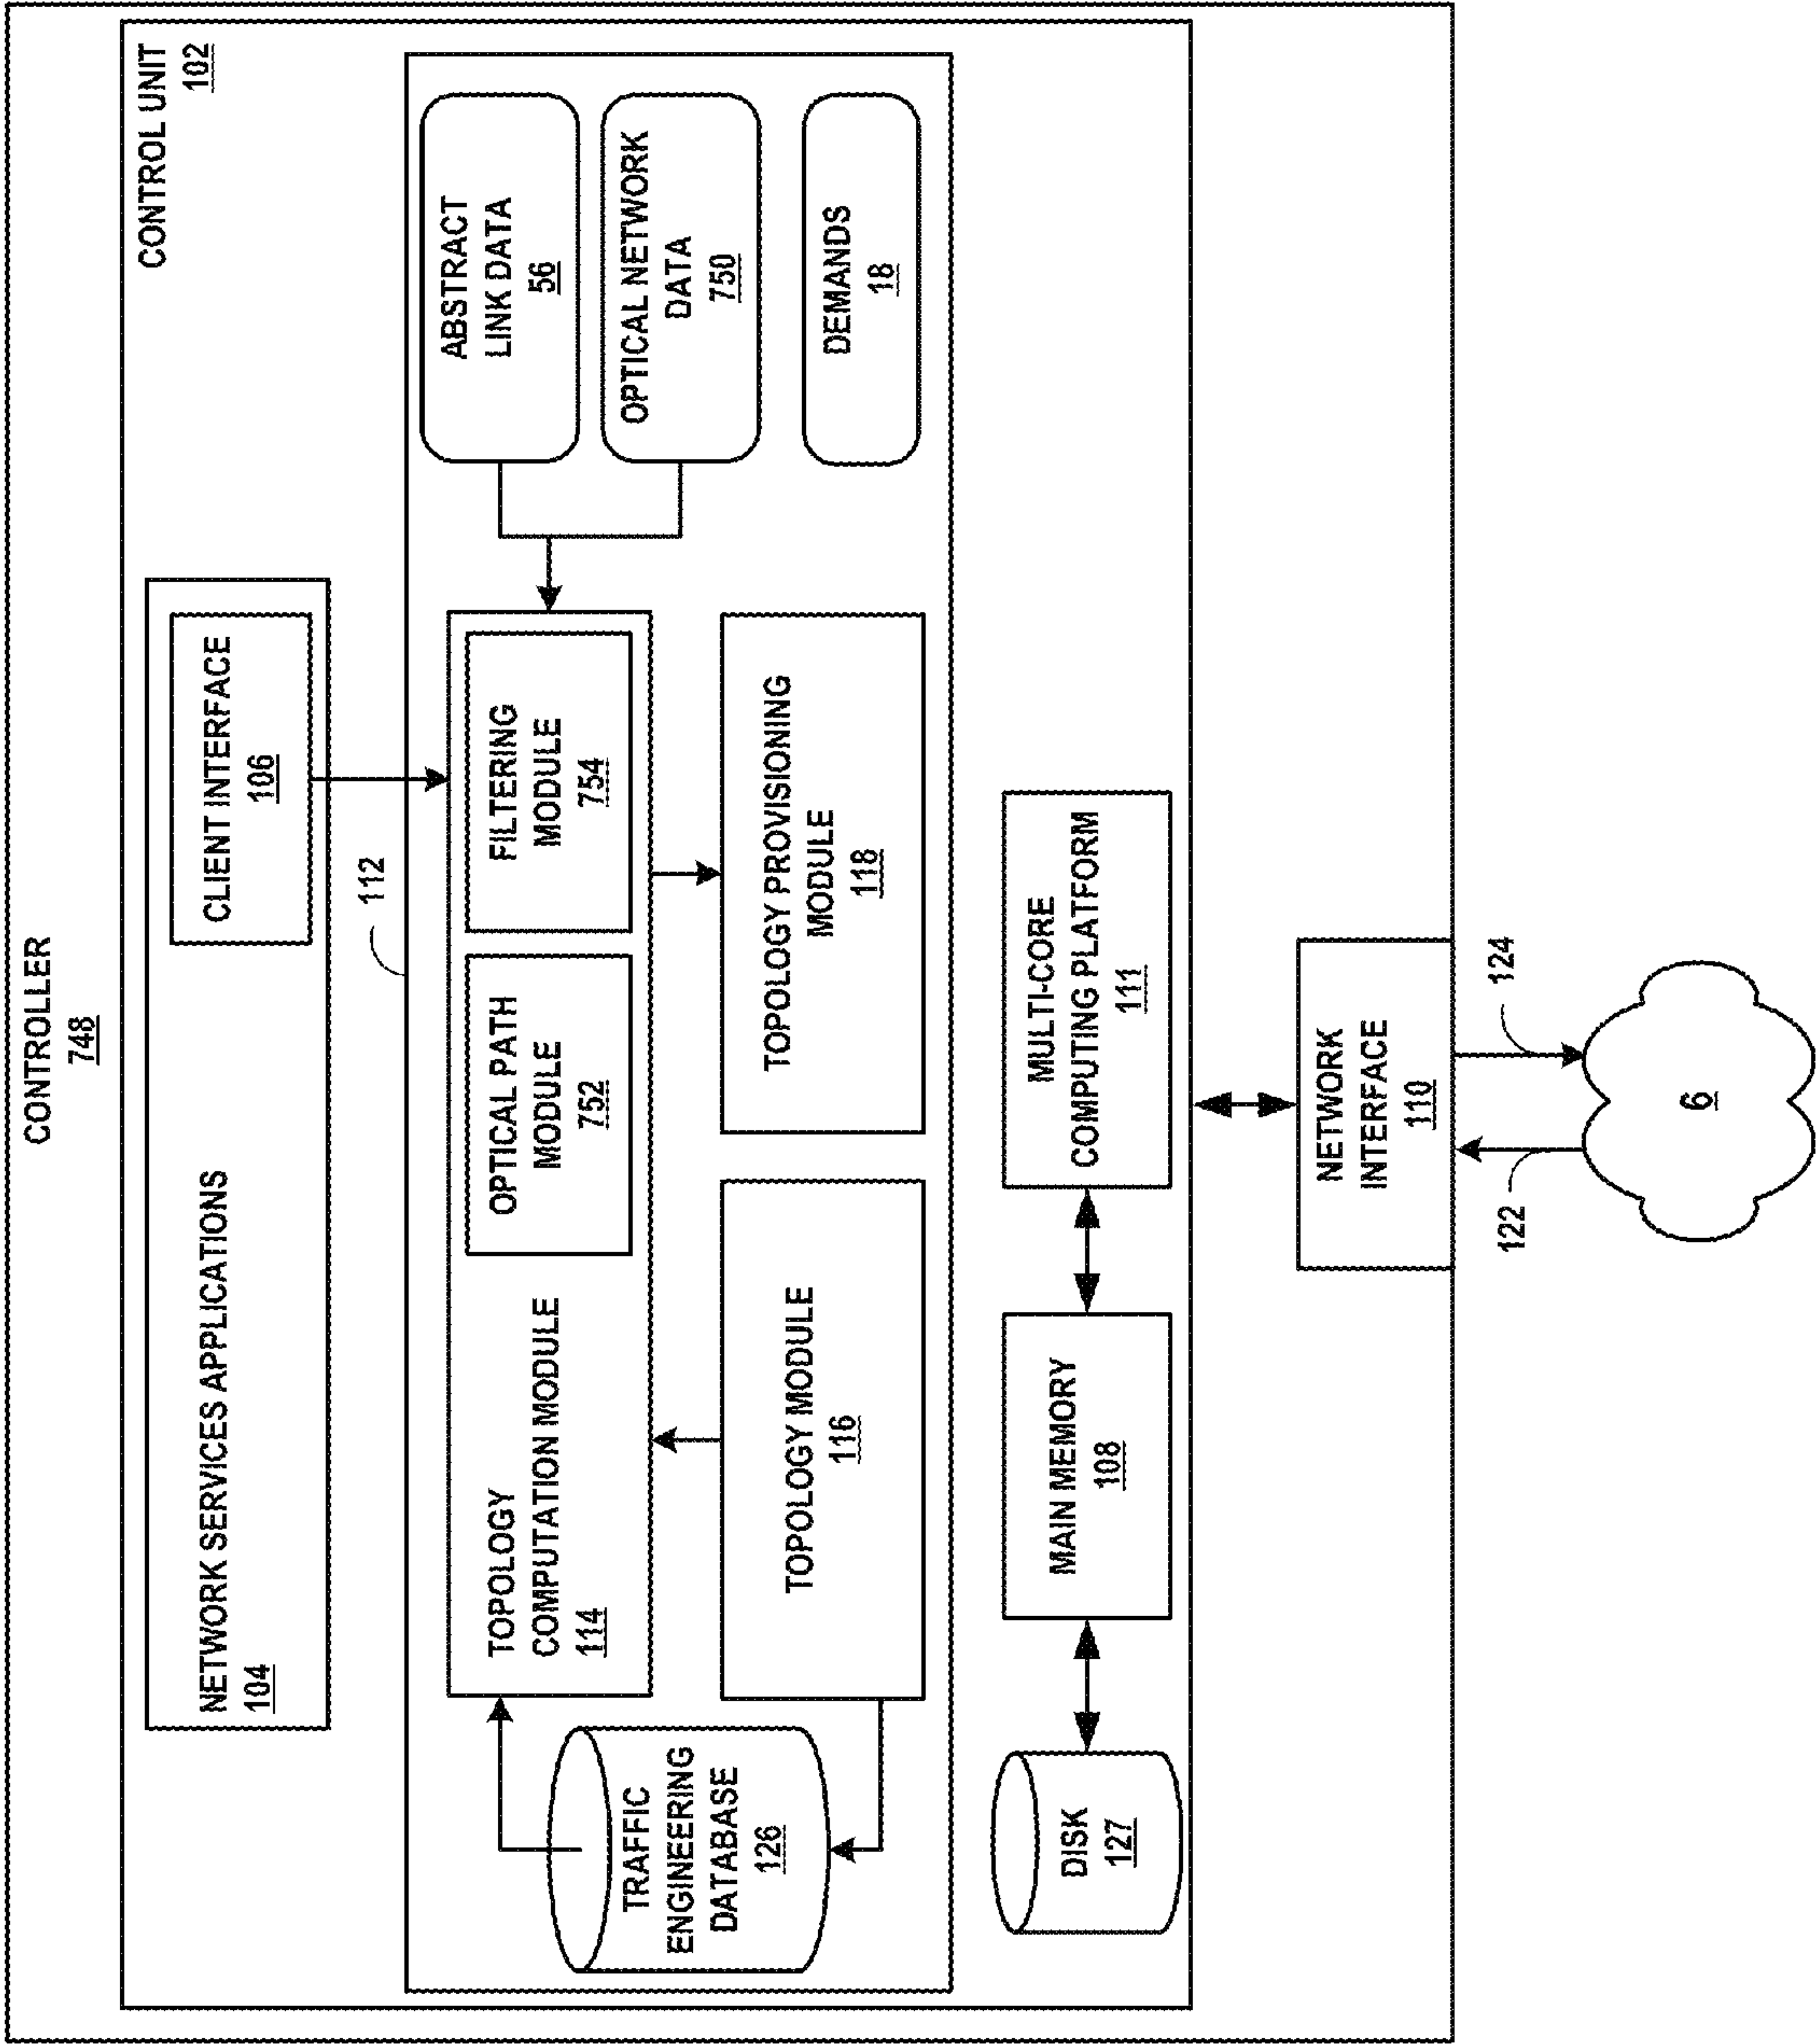 CONTROLLER
748
CONTROL UNIT
102
NETWORK SERVICES APPLICATIONS
104
CLIENT INTERFACE
106
112
TRAFFIC
ENGINEERING
DATABASE
126
TOPOLOGY
COMPUTATION MODULE
114
OPTICAL PATH
MODULE
752
FILTERING
MODULE
754
ABSTRACT
LINK DATA
56
OPTICAL NETWORK
DATA
750
DEMANDS
18
TOPOLOGY MODULE
116
TOPOLOGY PROVISIONING
MODULE
118
DISK
127
MAIN MEMORY
108
MULTI-CORE
COMPUTING PLATFORM
111
NETWORK
INTERFACE
110
122
124
6